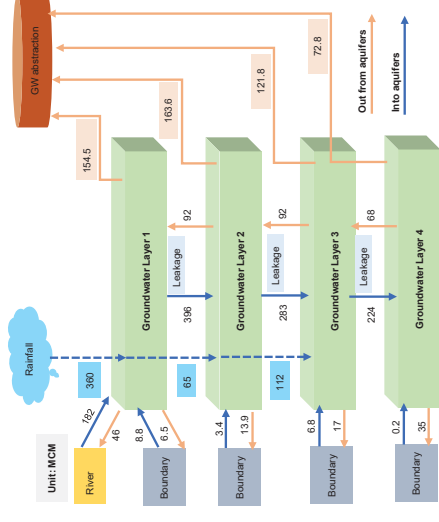 Unit: MCM
Rainfall
GW abstraction
River
360
182
46
8.8
6.5
Boundary
Groundwater Layer 1
154.5
396
Leakage
92
65
3.4
13.9
Boundary
Groundwater Layer 2
163.6
283
Leakage
92
112
6.8
17
Boundary
Groundwater Layer 3
121.8
224
Leakage
68
0.2
35
Boundary
Groundwater Layer 4
72.8
Out from aquifers
Into aquifers